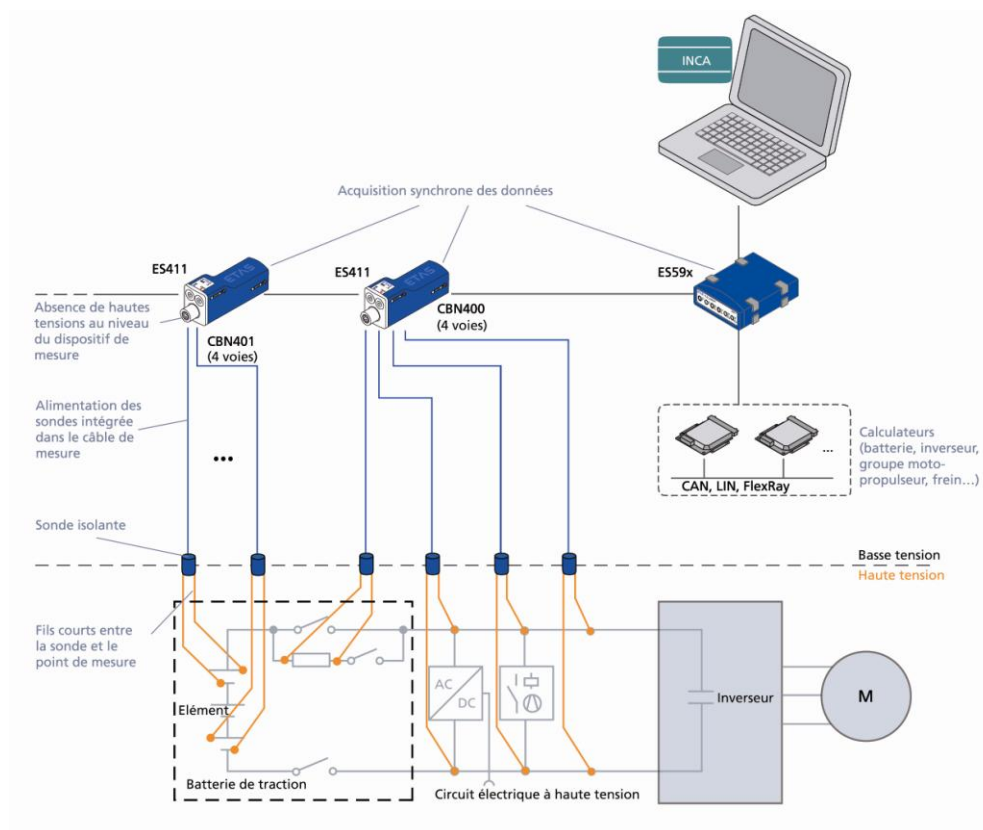 INCA
Acquisition synchrone des données
ES411
ES411
ES59x
ETAS
ETAS
Absence de hautes
tensions au niveau
du dispositif de
mesure
CBN401
(4 voies)
CBN400
(4 voies)
Alimentation des
sondes intégrée
dans le câble de
mesure
...
...
Calculateurs
(batterie, inverseur,
groupe moto-
propulseur, frein...)
CAN, LIN, FlexRay
Sonde isolante
Basse tension
Haute tension
Fils courts entre
la sonde et le
point de mesure
AC
DC
Elément
Inverseur
M
Batterie de traction
Circuit électrique à haute tension